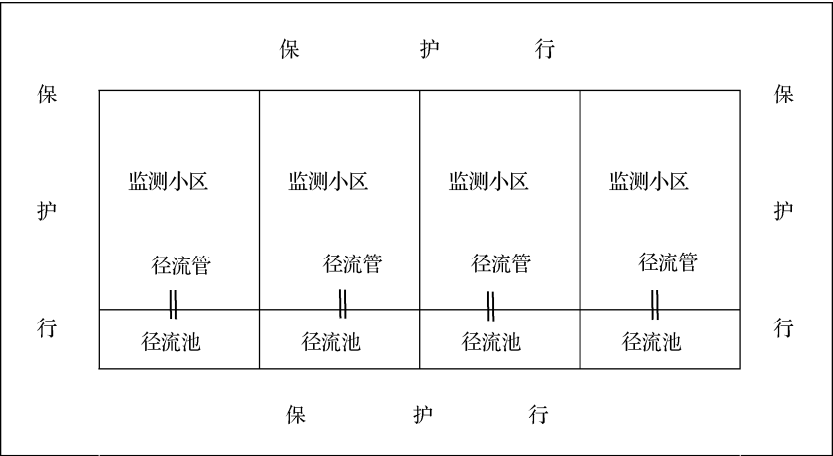 保 护 行
保 护 行
监测小区 监测小区 监测小区 监测小区
径流管 径流管 径流管 径流管
径流池 径流池 径流池 径流池
保 护 行
保 护 行